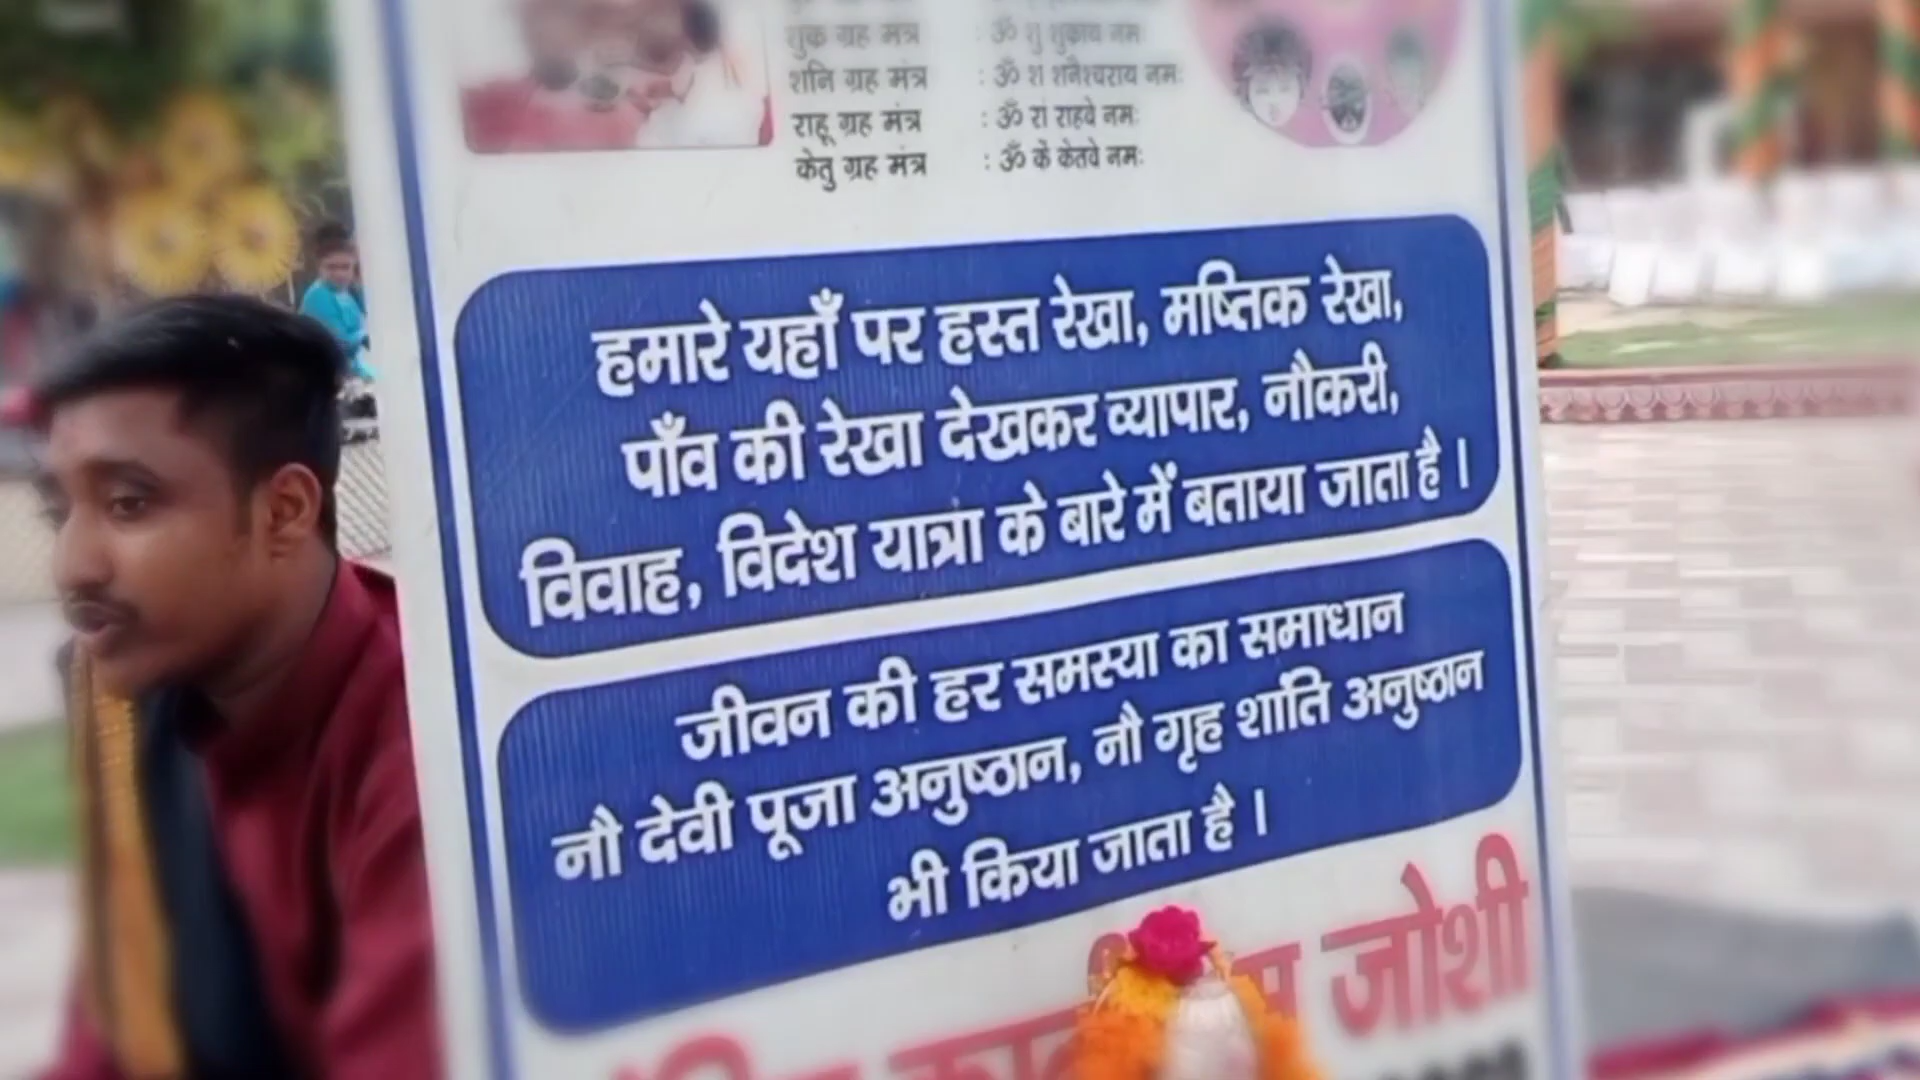 शुक्र ग्रह मंत्र : ॐ शुं शुक्राय नमः
शनि ग्रह मंत्र : ॐ शं शनैश्चराय नमः
राहू ग्रह मंत्र : ॐ रां राहवे नमः
केतु ग्रह मंत्र : ॐ कें केतवे नमः
हमारे यहाँ पर हस्त रेखा, मष्तिक रेखा,
पाँव की रेखा देखकर व्यापार, नौकरी,
विवाह, विदेश यात्रा के बारे में बताया जाता है ।
जीवन की हर समस्या का समाधान
नौ देवी पूजा अनुष्ठान, नौ गृह शांति अनुष्ठान
भी किया जाता है ।
जोशी